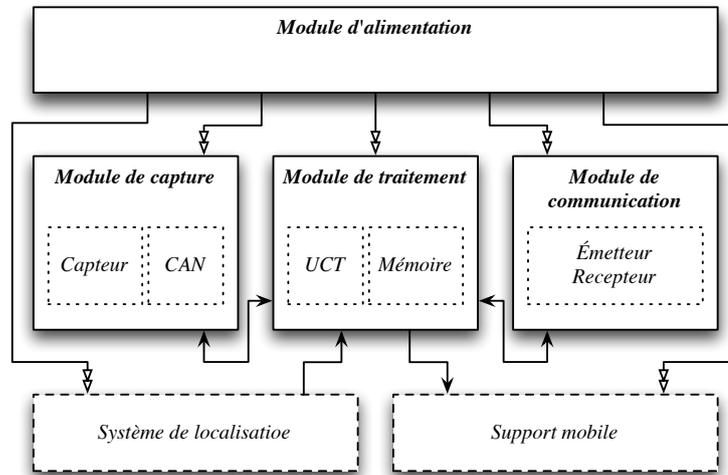 Module d'alimentation
Module de capture
Module de traitement
Module de
communication
Capteur
CAN
UCT
Mémoire
Émetteur
Recepteur
Système de localisatioe
Support mobile